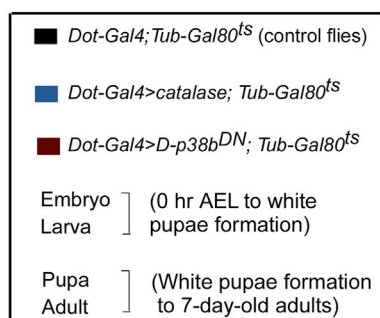 Dot-Gal4;Tub-Gal80ts (control flies)
Dot-Gal4>catalase; Tub-Gal80ts
Dot-Gal4>D-p38bDN; Tub-Gal80ts
Embryo (0 hr AEL to white
Larva pupae formation)
Pupa (White pupae formation
Adult to 7-day-old adults)